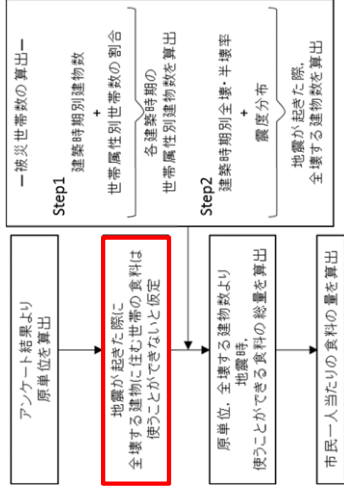 アンケート結果より
原単位を算出
地震が起きた際に
全壊する建物に住む世帯の食料は
使うことができないと仮定
原単位，全壊する建物数より
地震時，
使うことができる食料の総量を算出
市民一人当たりの食料の量を算出
ー被災世帯数の算出ー
Step1
建築時期別建物数
+
世帯属性別世帯数の割合
各建築時期の
世帯属性別建物数を算出
Step2
建築時期別全壊・半壊率
+
震度分布
地震が起きた際，
全壊する建物数を算出